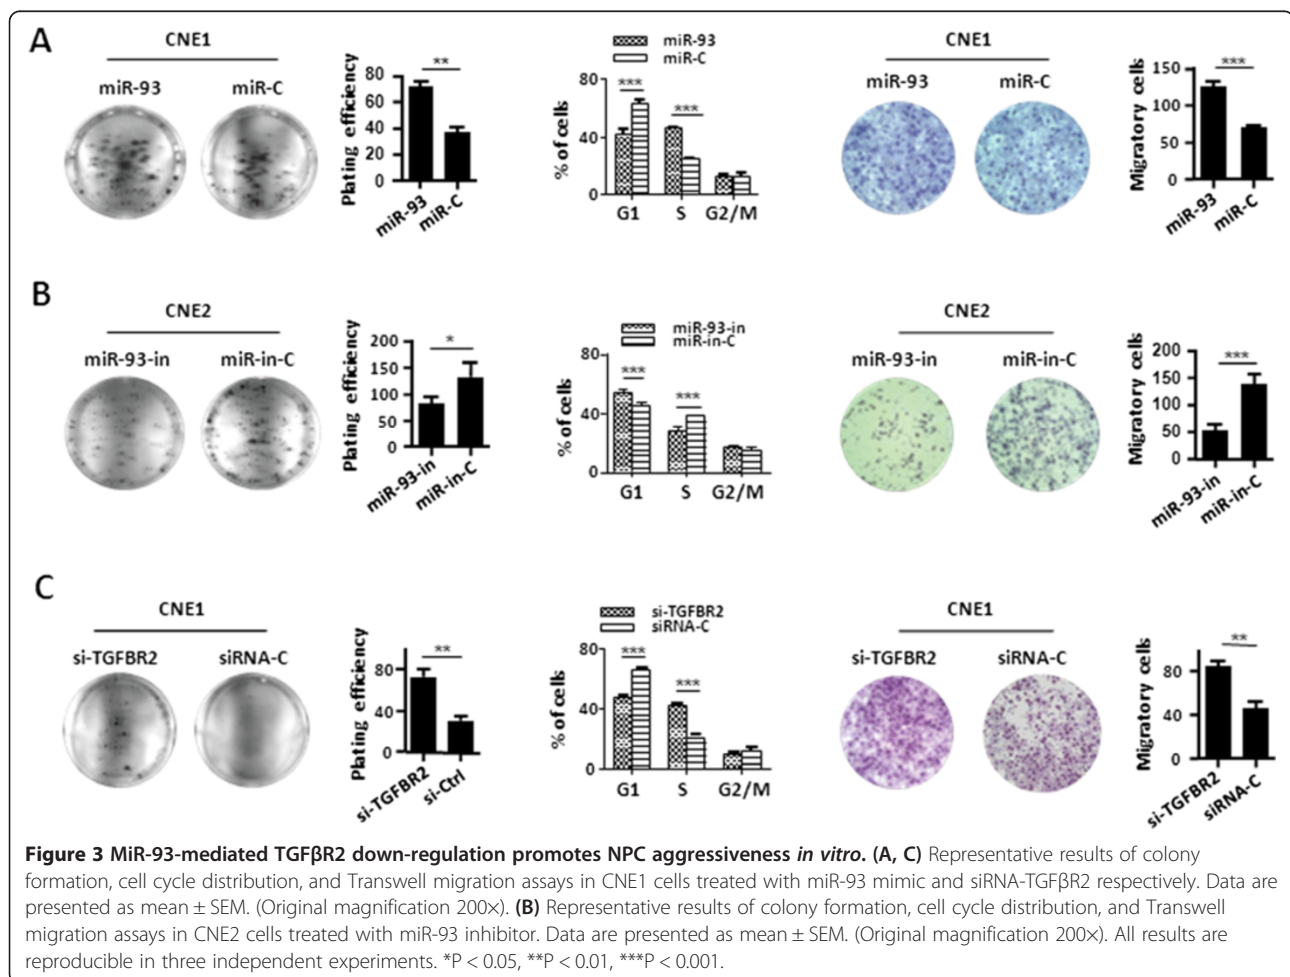 A
CNE1
miR-93 miR-C
Plating efficiency
80
60
40
20
0
**
miR-93
miR-C
miR-93
miR-C
% of cells
80
40
0
***
***
G1 S G2/M
CNE1
miR-93 miR-C
Migratory cells
150
100
50
0
***
miR-93
miR-C
B
CNE2
miR-93-in miR-in-C
Plating efficiency
200
150
100
50
0
*
miR-93-in
miR-in-C
miR-93-in
miR-in-C
% of cells
80
40
0
***
***
G1 S G2/M
CNE2
miR-93-in miR-in-C
Migratory cells
200
150
100
50
0
***
miR-93-in
miR-in-C
C
CNE1
si-TGFBR2 siRNA-C
Plating efficiency
80
40
0
**
si-TGFBR2
si-Ctrl
si-TGFBR2
siRNA-C
% of cells
80
40
0
***
***
G1 S G2/M
CNE1
si-TGFBR2 siRNA-C
Migratory cells
80
40
0
**
si-TGFBR2
siRNA-C
Figure 3 MiR-93-mediated TGFβR2 down-regulation promotes NPC aggressiveness in vitro. (A, C) Representative results of colony
formation, cell cycle distribution, and Transwell migration assays in CNE1 cells treated with miR-93 mimic and siRNA-TGFβR2 respectively. Data are
presented as mean ± SEM. (Original magnification 200×). (B) Representative results of colony formation, cell cycle distribution, and Transwell
migration assays in CNE2 cells treated with miR-93 inhibitor. Data are presented as mean ± SEM. (Original magnification 200×). All results are
reproducible in three independent experiments. *P < 0.05, **P < 0.01, ***P < 0.001.